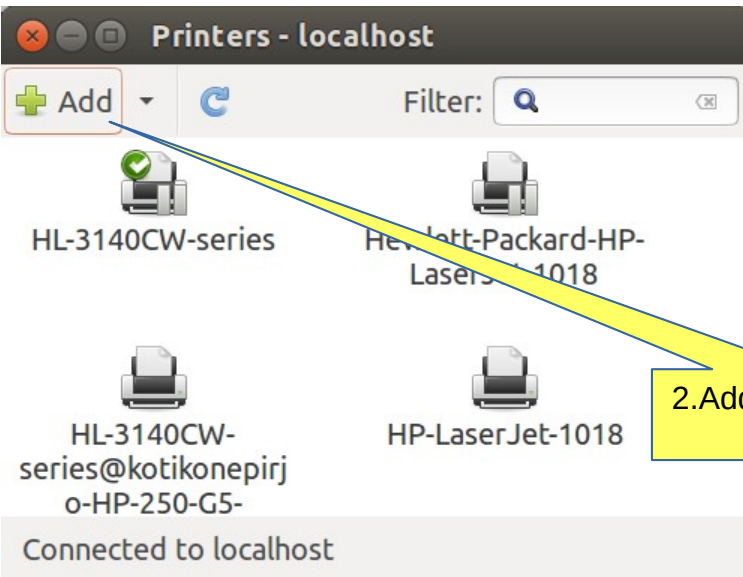 Printers - localhost
Add
Filter:
HL-3140CW-series
Hewlett-Packard-HP-
1018
HL-3140CW-
series@kotikonepirj
o-HP-250-G5-
HP-LaserJet-1018
2.Add
Connected to localhost